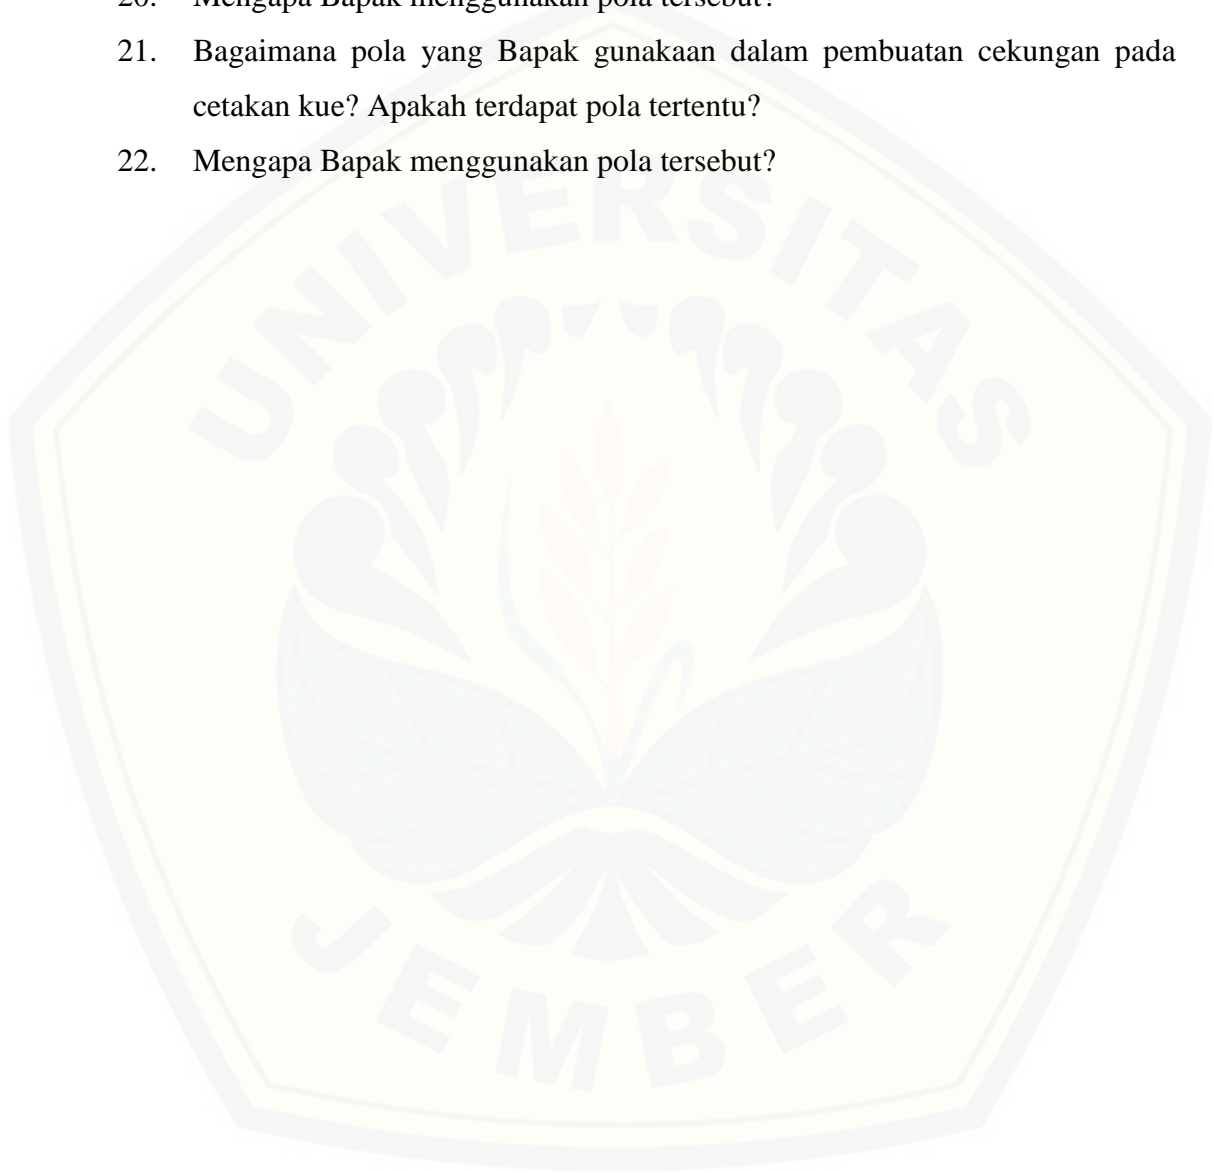 20. Mengapa Bapak menggunakan pola tersebut?
21. Bagaimana pola yang Bapak gunakaan dalam pembuatan cekungan pada
cetakan kue? Apakah terdapat pola tertentu?
22. Mengapa Bapak menggunakan pola tersebut?
UNIVERSITAS
JEMBER